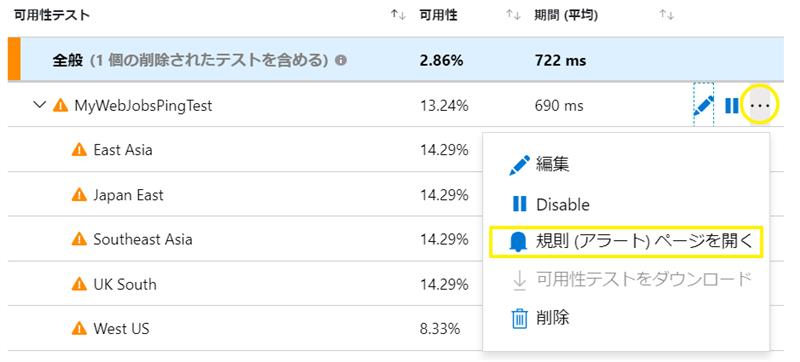 可用性テスト ↑↓ 可用性 ↑↓ 期間 (平均) ↑↓
全般 (1 個の削除されたテストを含める) 2.86% 722 ms
MyWebJobsPingTest 13.24% 690 ms
East Asia 14.29%
編集
Japan East 14.29%
Disable
Southeast Asia 14.29%
規則 (アラート) ページを開く
UK South 14.29%
可用性テストをダウンロード
West US 8.33%
削除